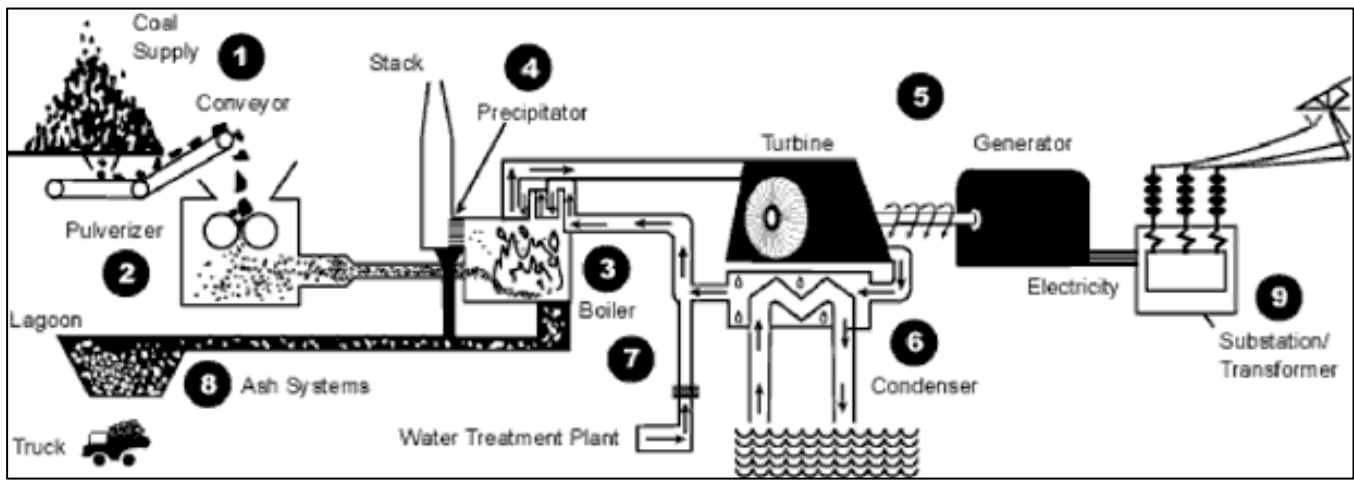 Coal
Supply
1
Conveyor
Stack
4
Precipitator
5
Turbine
Generator
Pulverizer
2
3
Boiler
Electricity
9
Substation/
Transformer
Lagoon
8
Ash Systems
7
6
Condenser
Truck
Water Treatment Plant